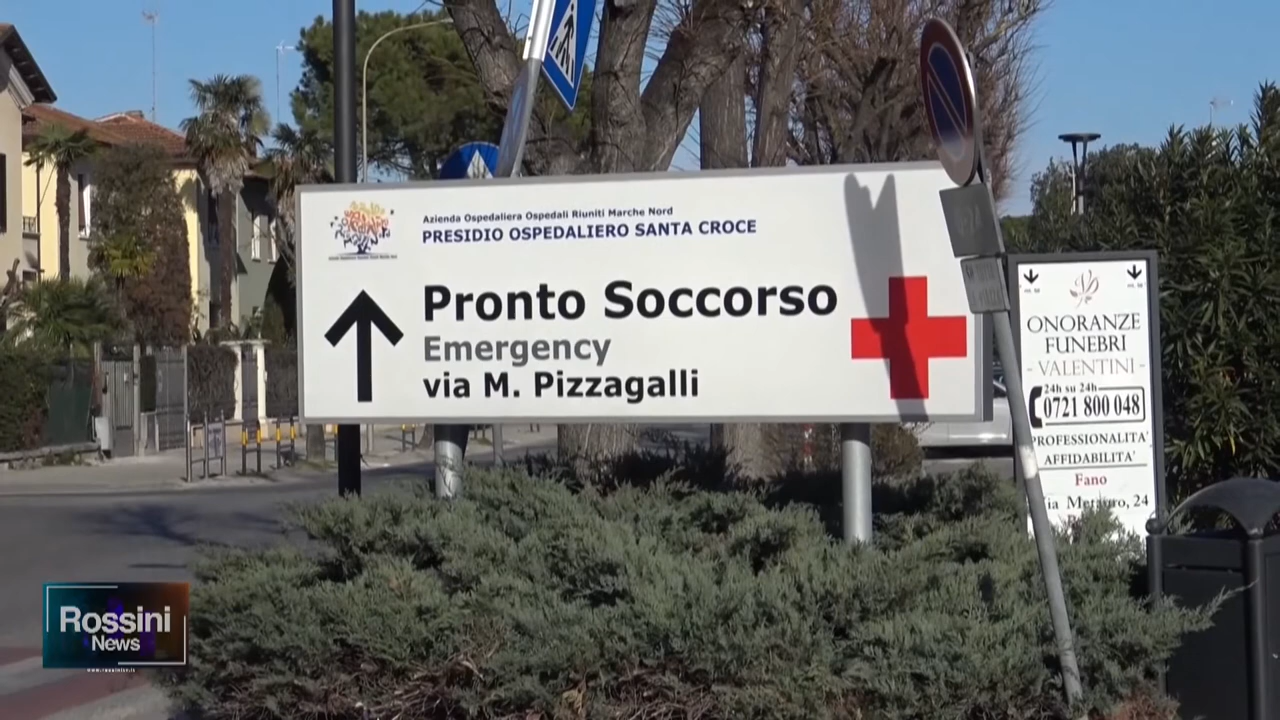 Azienda Ospedaliera Ospedali Riuniti Marche Nord
PRESIDIO OSPEDALIERO SANTA CROCE
Pronto Soccorso
Emergency
via M. Pizzagalli
ONORANZE
FUNEBRI
- VALENTINI -
24h su 24h
0721 800 048
PROFESSIONALITA'
AFFIDABILITA'
Fano
Via Metauro, 24
Rossini
News